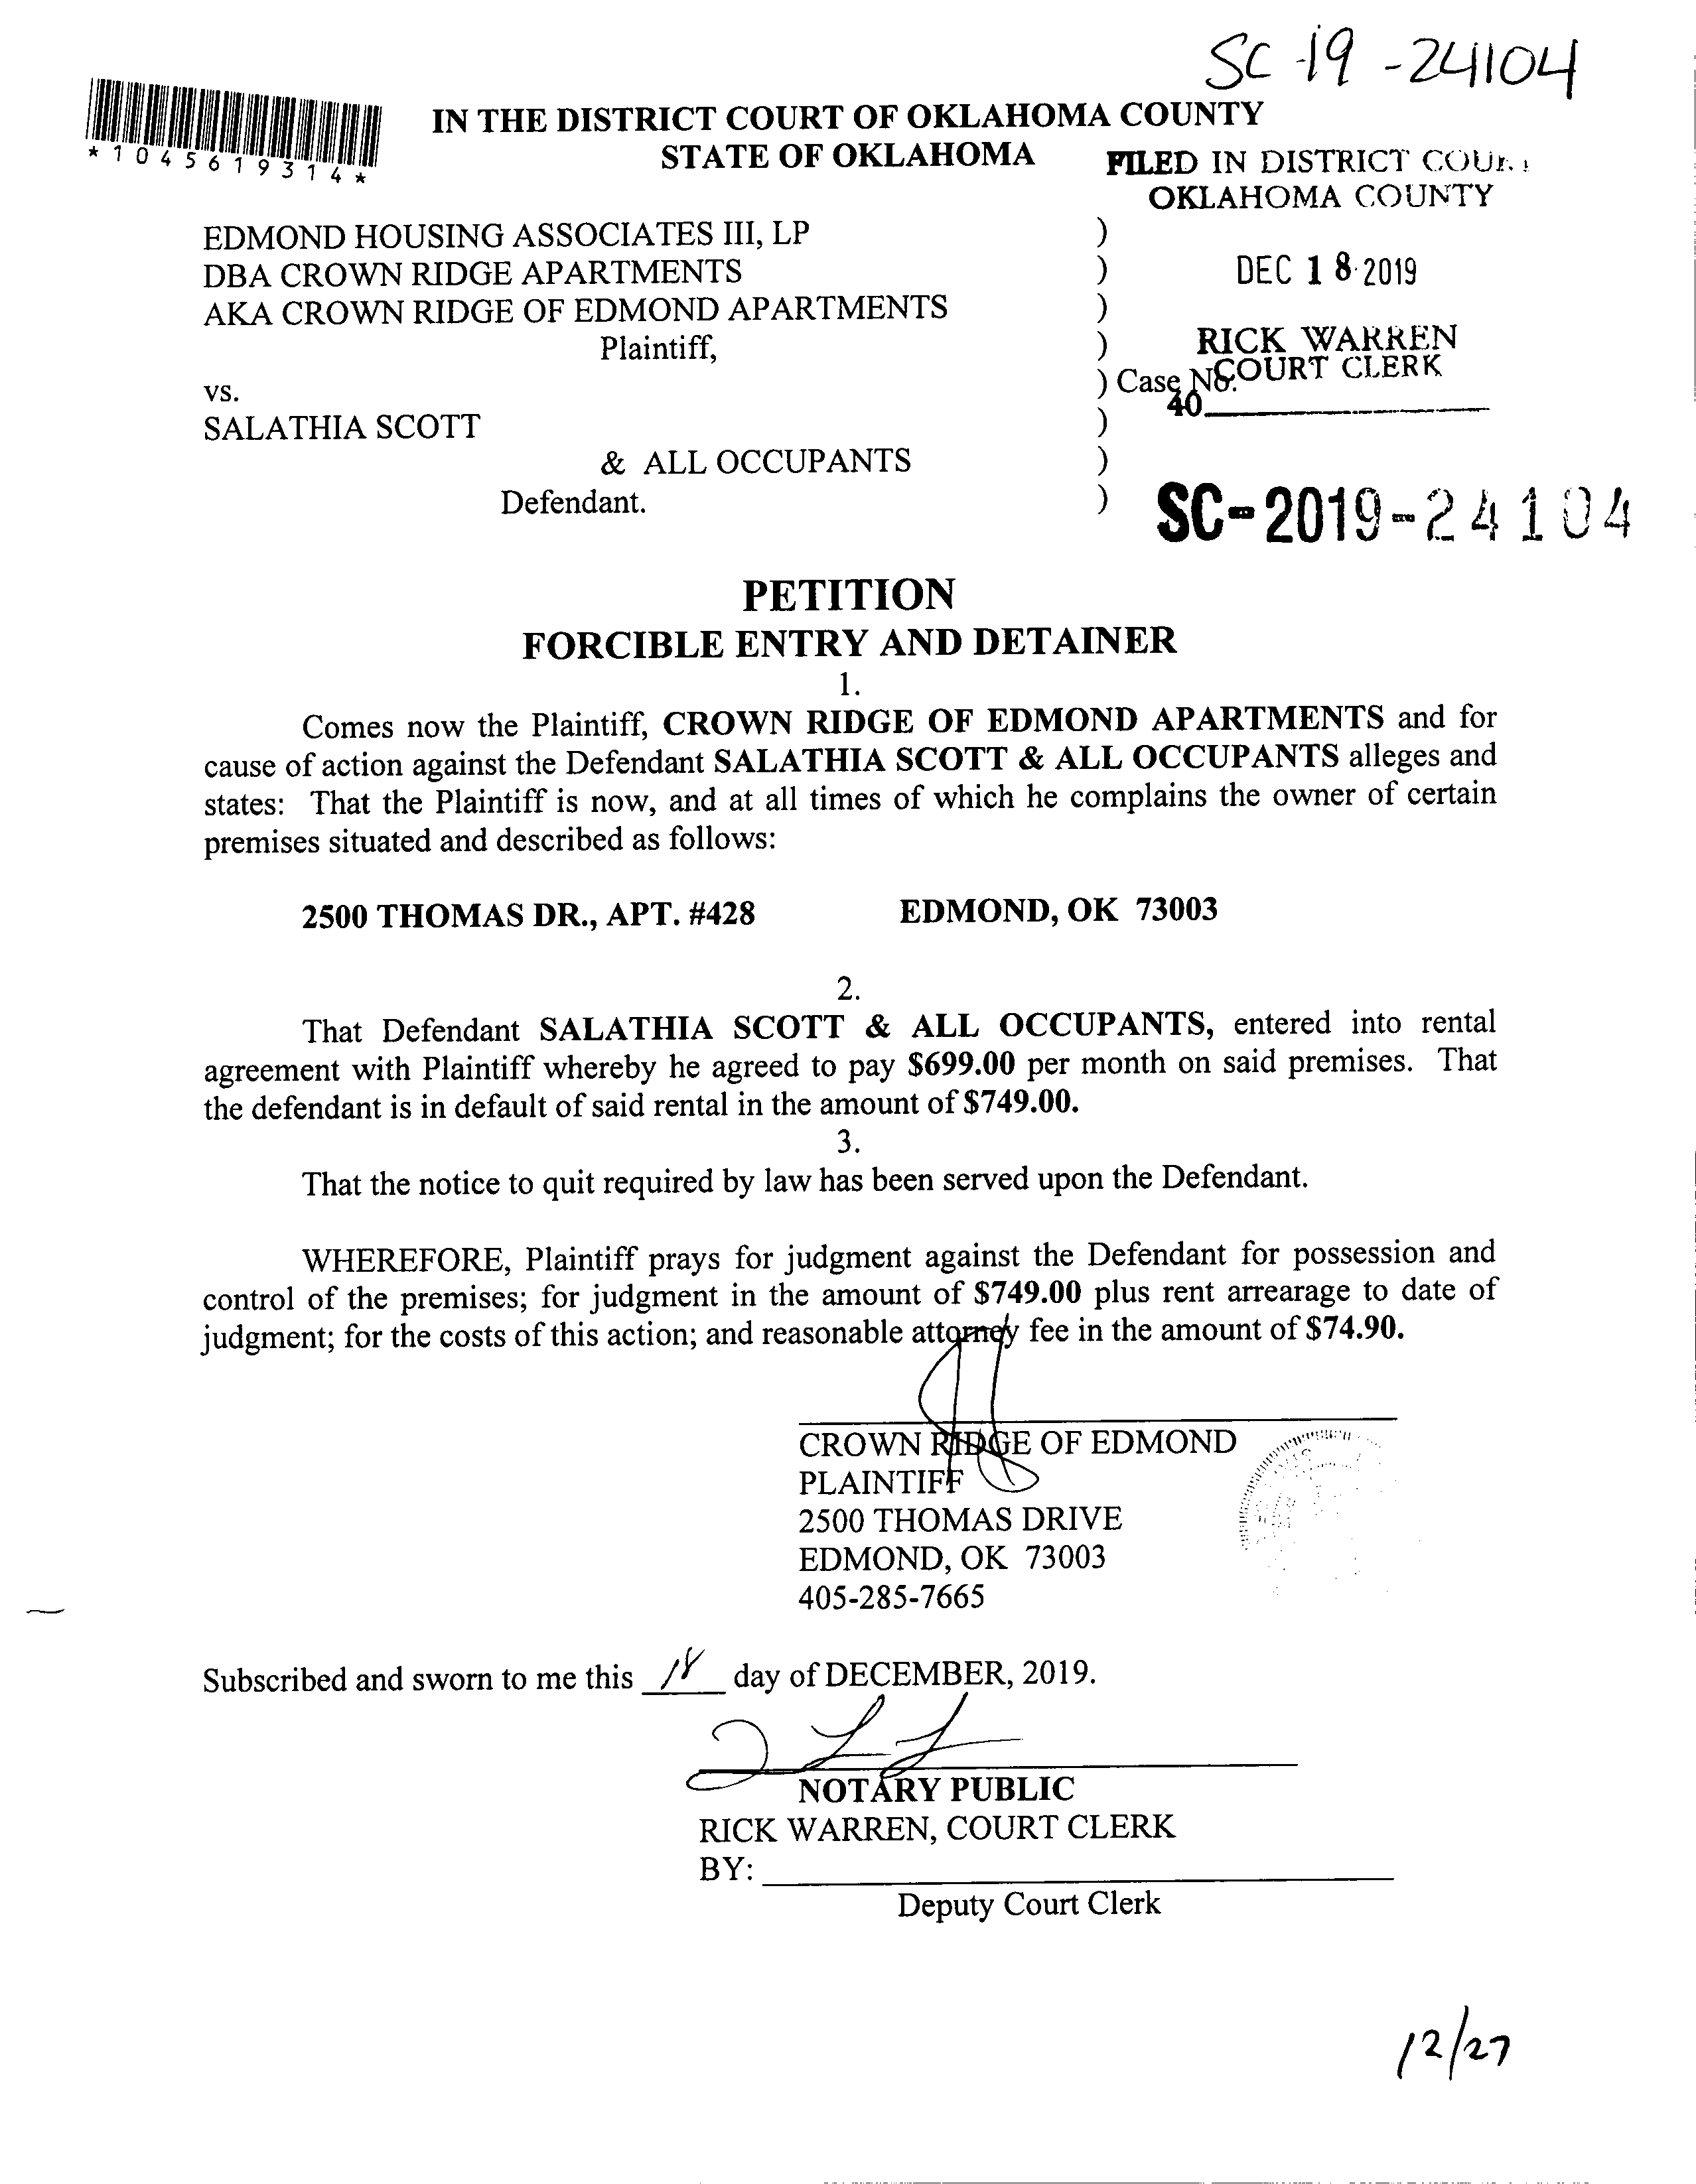 SC-19-24104
*1045619314*
IN THE DISTRICT COURT OF OKLAHOMA COUNTY
STATE OF OKLAHOMA
FILED IN DISTRICT COU
OKLAHOMA COUNTY
EDMOND HOUSING ASSOCIATES III, LP )
DBA CROWN RIDGE APARTMENTS )
DEC 18 2019
AKA CROWN RIDGE OF EDMOND APARTMENTS )
Plaintiff, )
RICK WARREN
COURT CLERK
vs. ) Case No.
40
SALATHIA SCOTT )
& ALL OCCUPANTS )
Defendant. )
SC-2019-24104
PETITION
FORCIBLE ENTRY AND DETAINER
1.
Comes now the Plaintiff, CROWN RIDGE OF EDMOND APARTMENTS and for
cause of action against the Defendant SALATHIA SCOTT & ALL OCCUPANTS alleges and
states: That the Plaintiff is now, and at all times of which he complains the owner of certain
premises situated and described as follows:
2500 THOMAS DR., APT. #428 EDMOND, OK 73003
2.
That Defendant SALATHIA SCOTT & ALL OCCUPANTS, entered into rental
agreement with Plaintiff whereby he agreed to pay $699.00 per month on said premises. That
the defendant is in default of said rental in the amount of $749.00.
3.
That the notice to quit required by law has been served upon the Defendant.
WHEREFORE, Plaintiff prays for judgment against the Defendant for possession and
control of the premises; for judgment in the amount of $749.00 plus rent arrearage to date of
judgment; for the costs of this action; and reasonable attorney fee in the amount of $74.90.
CROWN RIDGE OF EDMOND
PLAINTIFF
2500 THOMAS DRIVE
EDMOND, OK 73003
405-285-7665
Subscribed and sworn to me this 18 day of DECEMBER, 2019.
NOTARY PUBLIC
RICK WARREN, COURT CLERK
BY:
Deputy Court Clerk
12/27